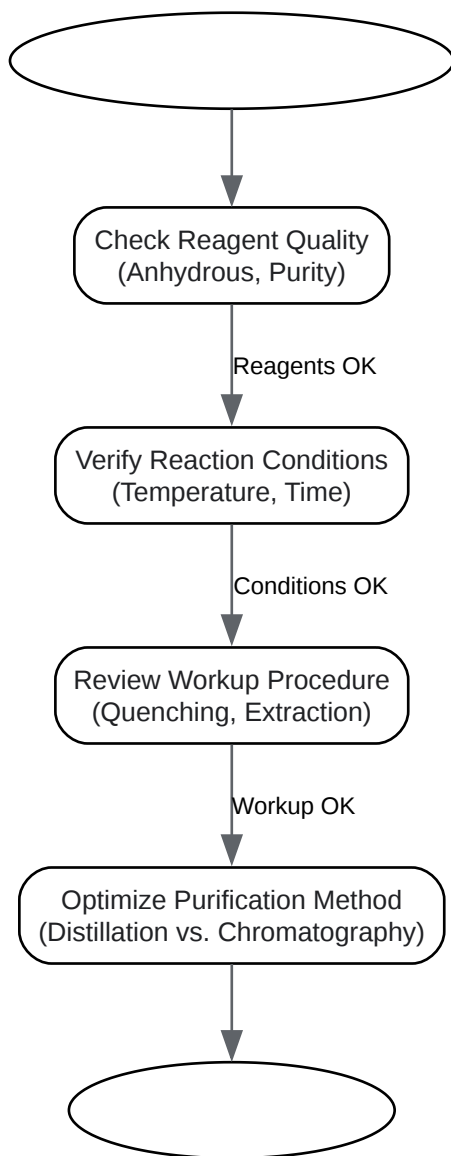 Check Reagent Quality
(Anhydrous, Purity)
Reagents OK
Verify Reaction Conditions
(Temperature, Time)
Conditions OK
Review Workup Procedure
(Quenching, Extraction)
Workup OK
Optimize Purification Method
(Distillation vs. Chromatography)